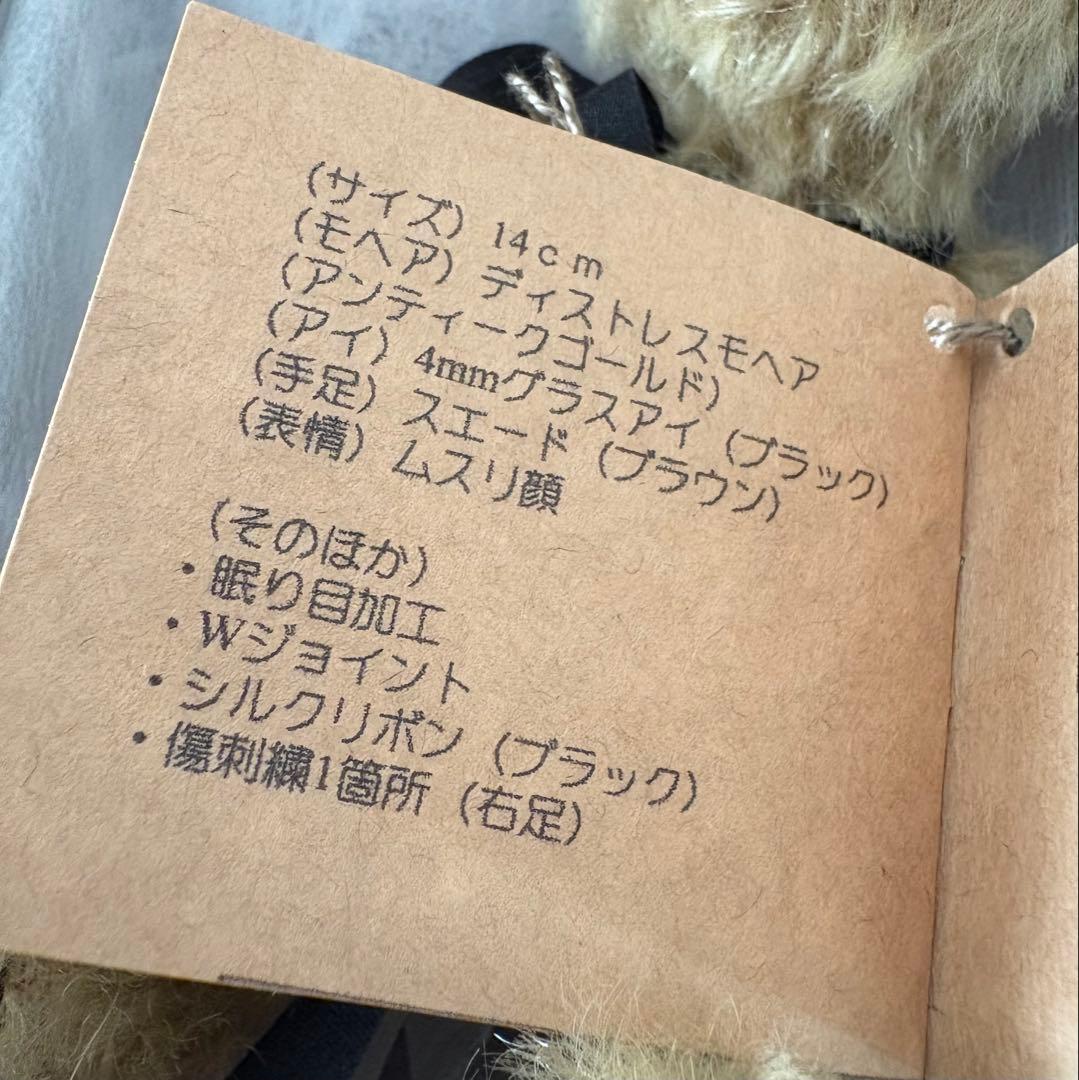 (サイズ) 14cm
(モヘア) ディストレスモヘア
(アンティークゴールド)
(アイ) 4mmグラスアイ (ブラック)
(手足) スエード (ブラウン)
(表情) ムスリ顔
(そのほか)
・眠り目加工
・Wジョイント
・シルクリボン (ブラック)
・傷刺繍1箇所 (右足)